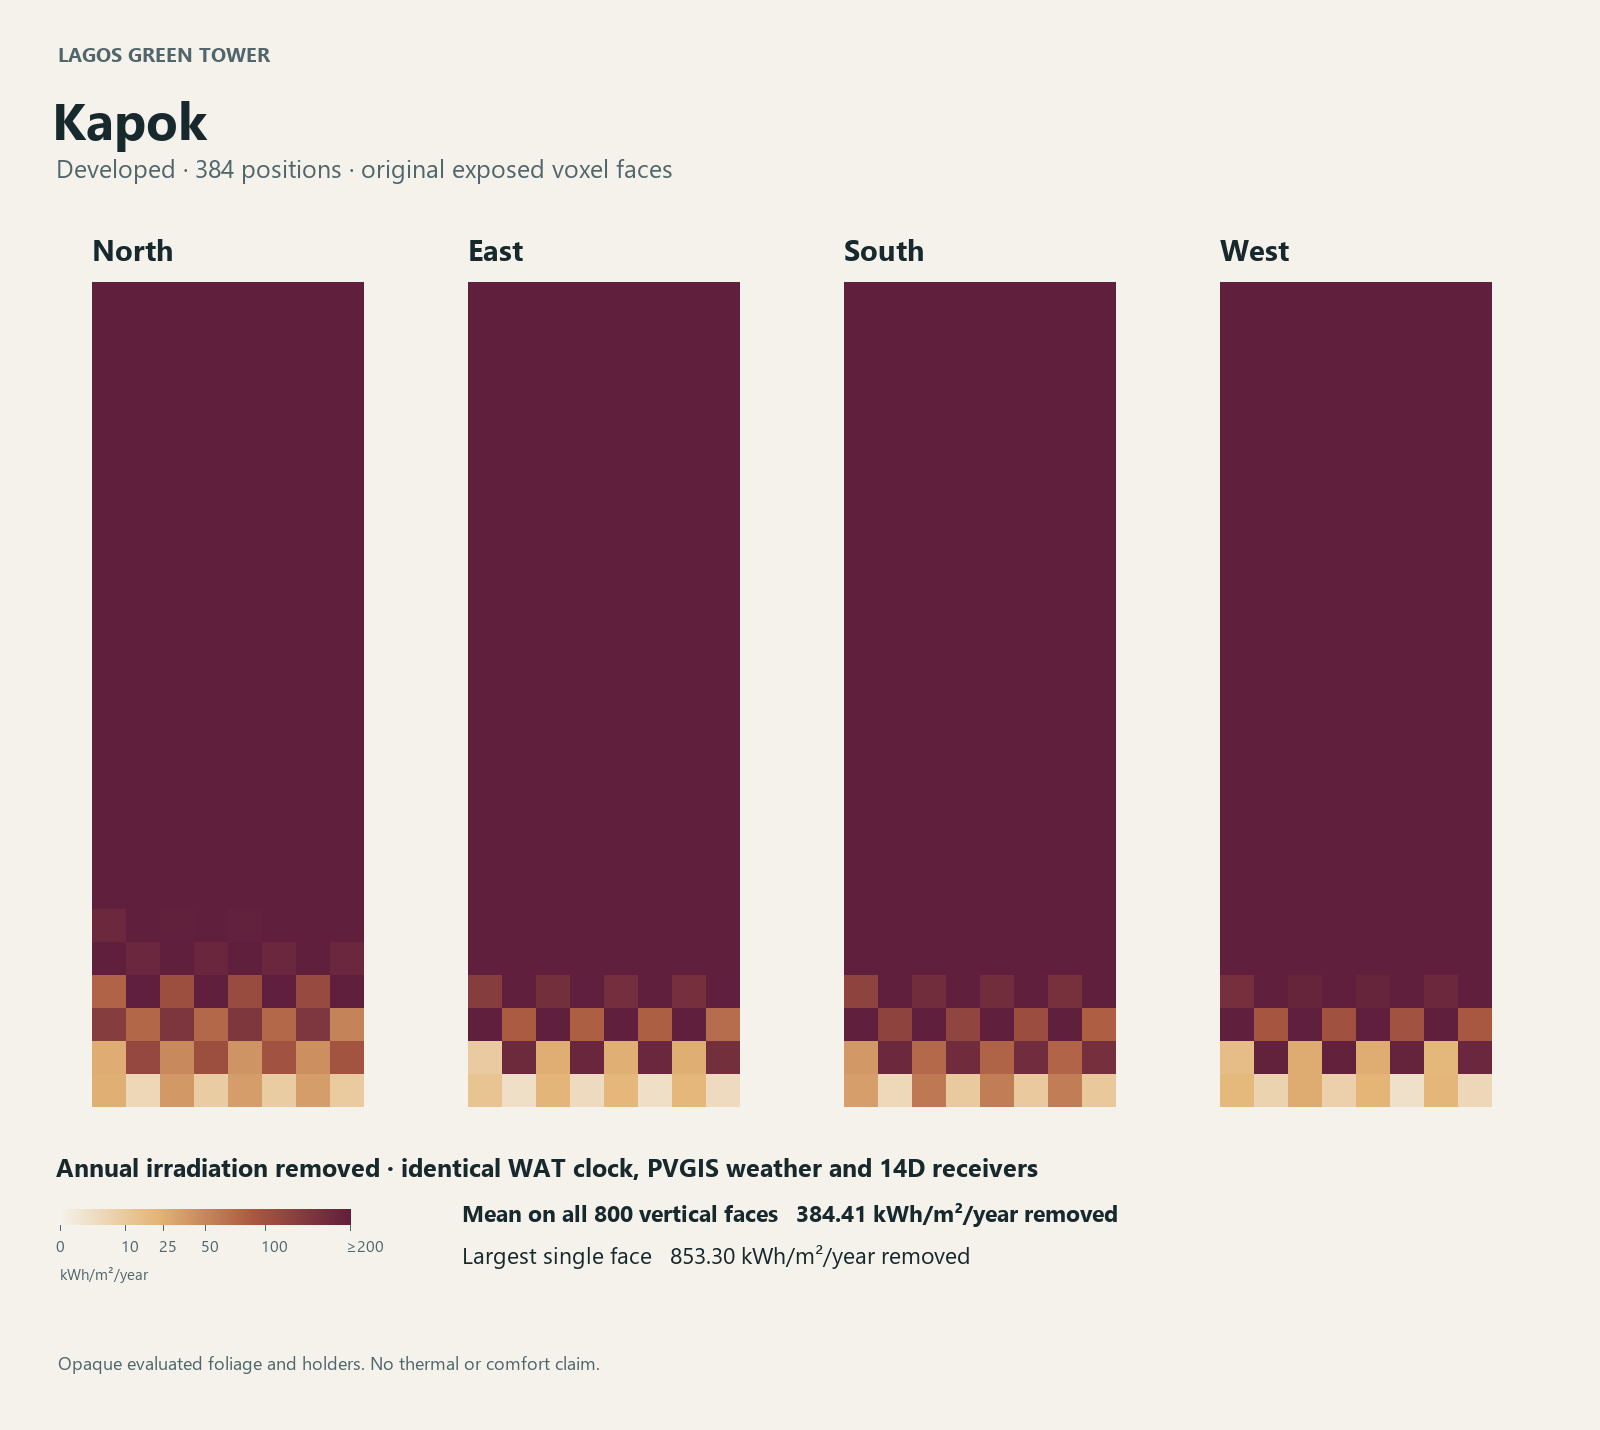 LAGOS GREEN TOWER
Kapok
Developed · 384 positions · original exposed voxel faces
North East South West
Annual irradiation removed · identical WAT clock, PVGIS weather and 14D receivers
Mean on all 800 vertical faces 384.41 kWh/m²/year removed
0 10 25 50 100 ≥200
Largest single face 853.30 kWh/m²/year removed
kWh/m²/year
Opaque evaluated foliage and holders. No thermal or comfort claim.